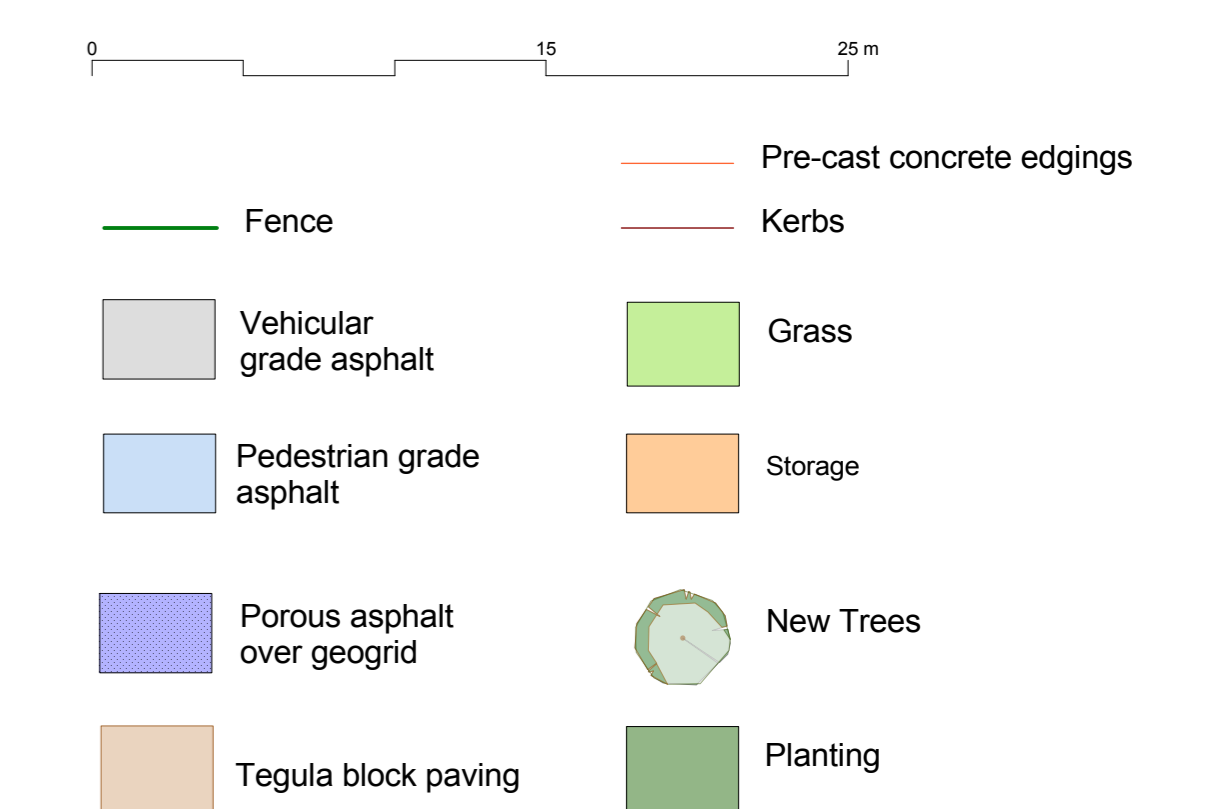 0 15 25 m
Pre-cast concrete edgings
Fence
Kerbs
Vehicular
grade asphalt
Grass
Pedestrian grade
asphalt
Storage
Porous asphalt
over geogrid
New Trees
Tegula block paving
Planting